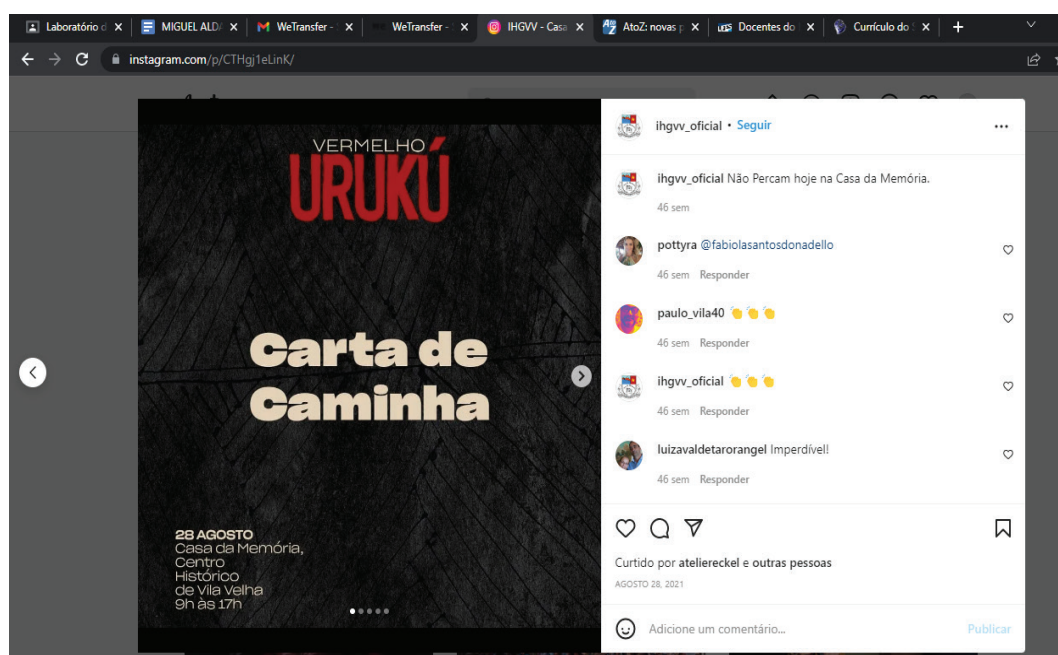 Laboratório d
MIGUEL ALD
WeTransfer -
WeTransfer -
IHGVV - Casa
AtoZ: novas p
Docentes do
Currículo do
instagram.com/p/CTHgj1eLinK/
VERMELHO
URUKÚ
Carta de
Caminha
28 AGOSTO
Casa da Memória,
Centro
Histórico
de Vila Velha
9h às 17h
ihgvv_oficial • Seguir
ihgvv_oficial Não Percam hoje na Casa da Memória.
46 sem
pottyra @fabiolasantosdonadello
46 sem Responder
paulo_vila40 👏👏👏
46 sem Responder
ihgvv_oficial 👏👏👏
46 sem Responder
luizavaldetarorangel Imperdível!
46 sem Responder
Curtido por ateliereckel e outras pessoas
AGOSTO 28, 2021
Adicione um comentário...
Publicar